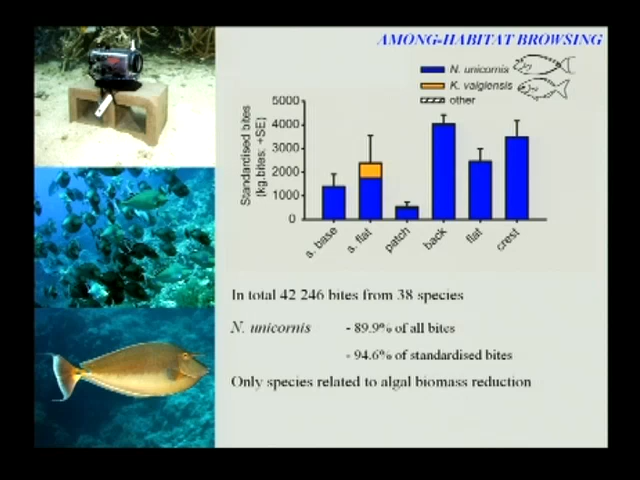 AMONG-HABITAT BROWSING
N. unicornis
K. vaigiensis
other
Standardised bites
(kg.bites; +SE)
5000
4000
3000
2000
1000
0
s. base
s. flat
patch
back
flat
crest
In total 42 246 bites from 38 species
N. unicornis - 89.9% of all bites
- 94.6% of standardised bites
Only species related to algal biomass reduction